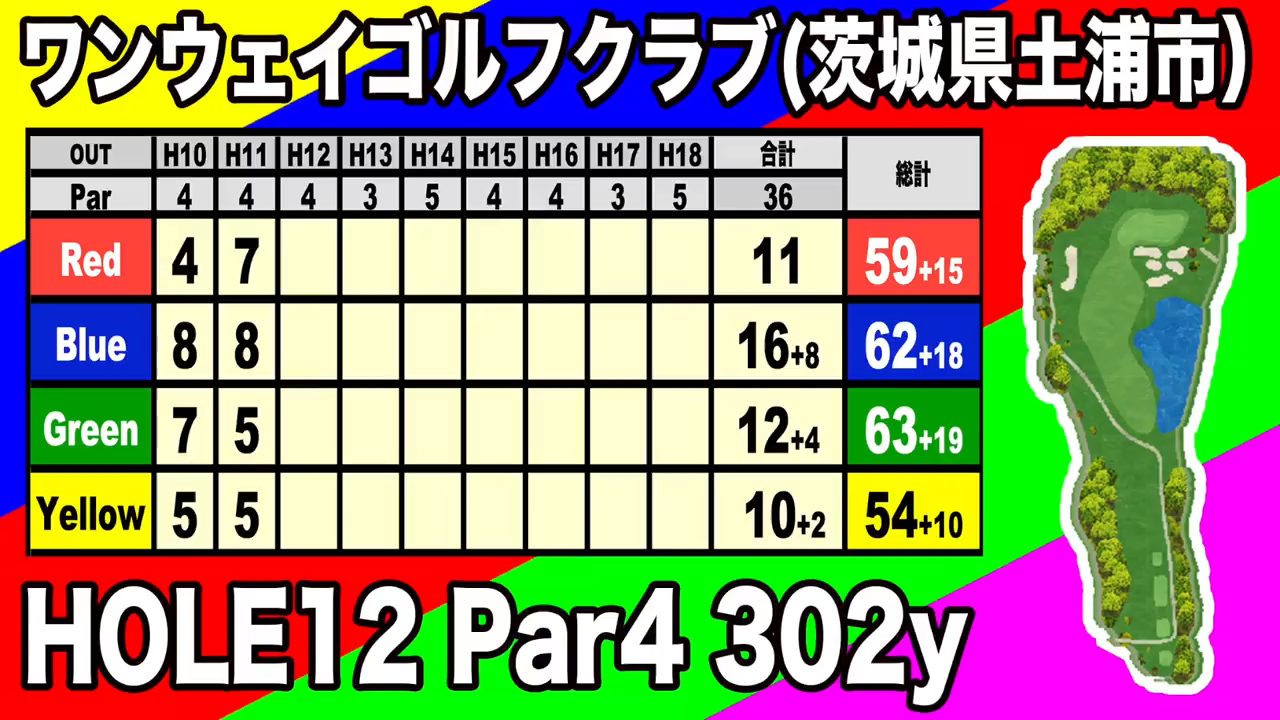 ワンウェイゴルフクラブ(茨城県土浦市)
OUT H10 H11 H12 H13 H14 H15 H16 H17 H18 合計 総計
Par 4 4 4 3 5 4 4 3 5 36
Red 4 7 11 59+15
Blue 8 8 16+8 62+18
Green 7 5 12+4 63+19
Yellow 5 5 10+2 54+10
HOLE12 Par4 302y